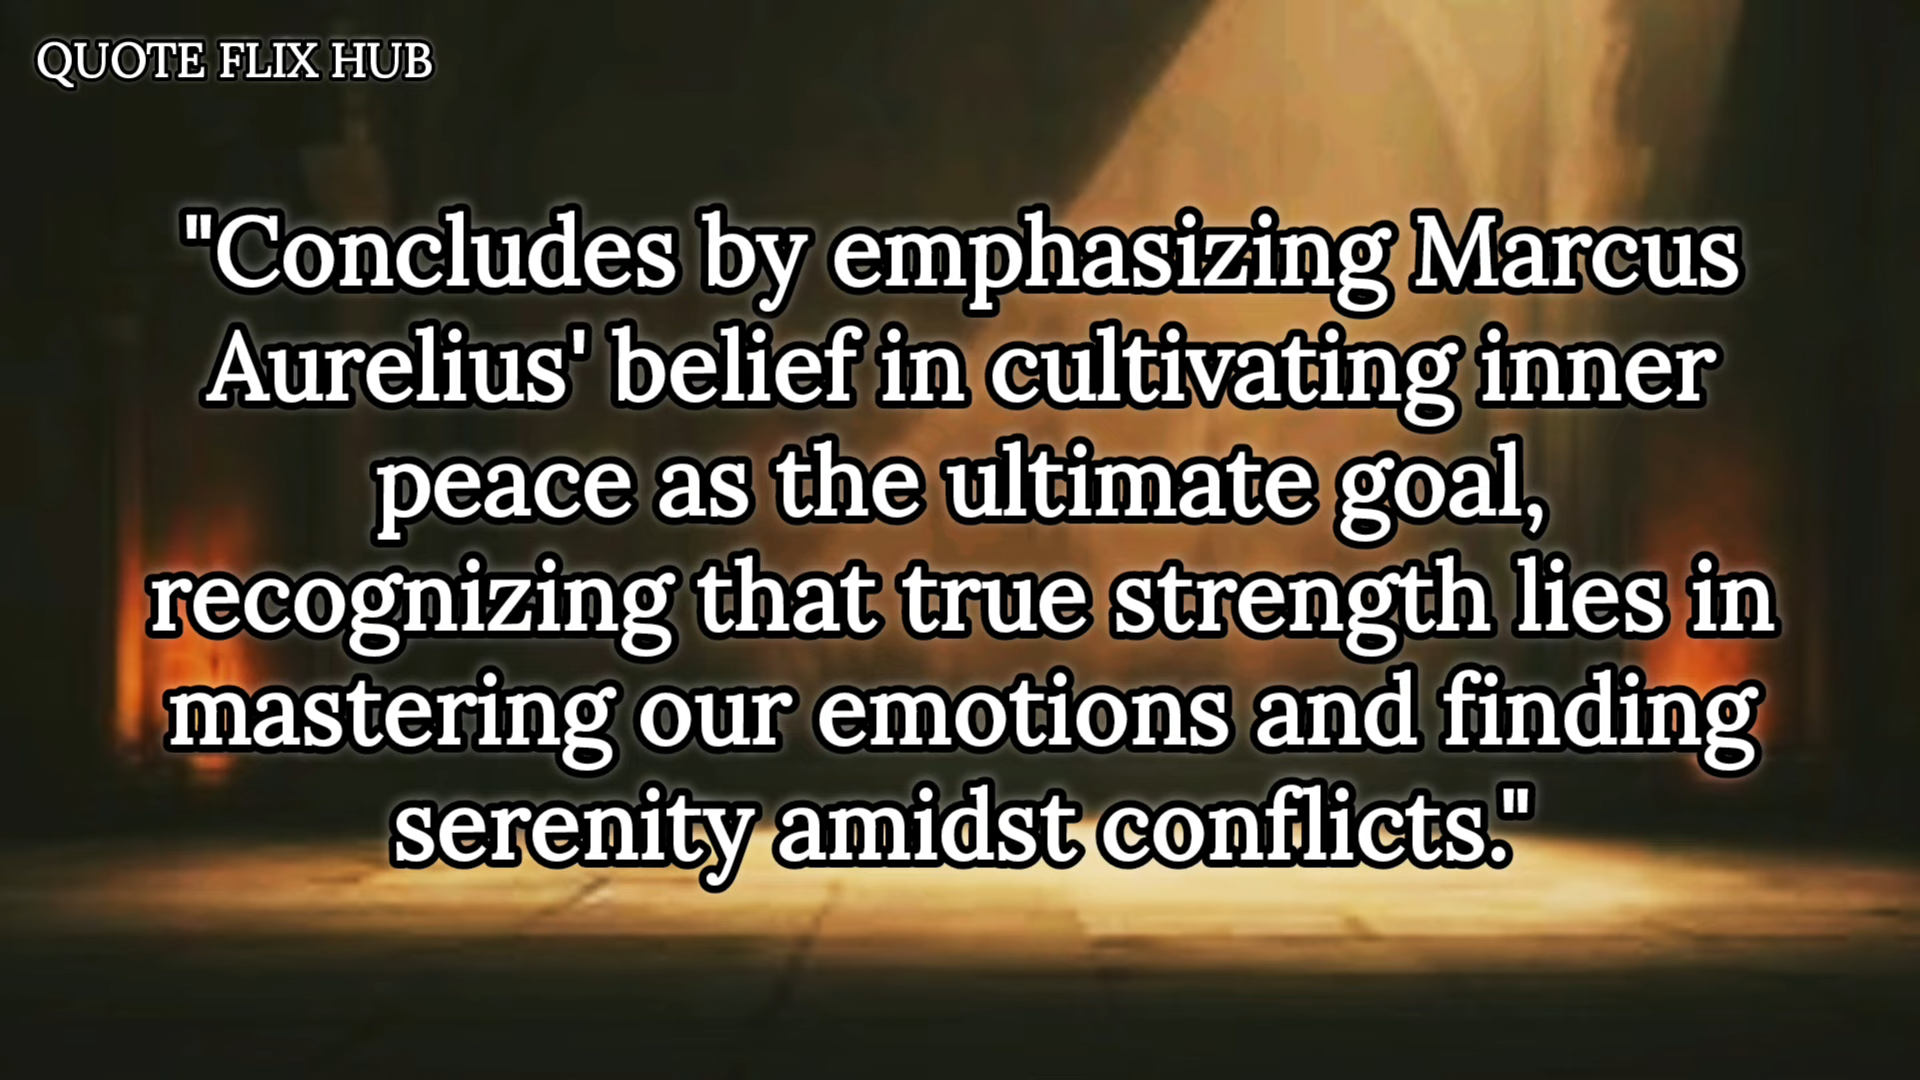 QUOTE FLIX HUB
"Concludes by emphasizing Marcus
Aurelius' belief in cultivating inner
peace as the ultimate goal,
recognizing that true strength lies in
mastering our emotions and finding
serenity amidst conflicts."